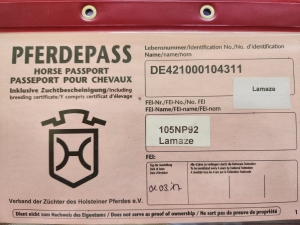 PFERDEPASS
HORSE PASSPORT
PASSEPORT POUR CHEVAUX
Inklusive Zuchtbescheinigung/Including
breeding certificate/Y compris certificat d'élevage
Verband der Züchter des Holsteiner Pferdes e.V.
Lebensnummer/Identification No./No. d'identification
Name/name/nom
DE421000104311
Lamaze
FEI-Nr./FEI-No./No. FEI
Name/name/nom
105NP92
Lamaze
FEI:
Dient nicht zum Nachweis des Eigentums / Does not serve as proof of ownership / Ne sert pas de preuve de propriété
1